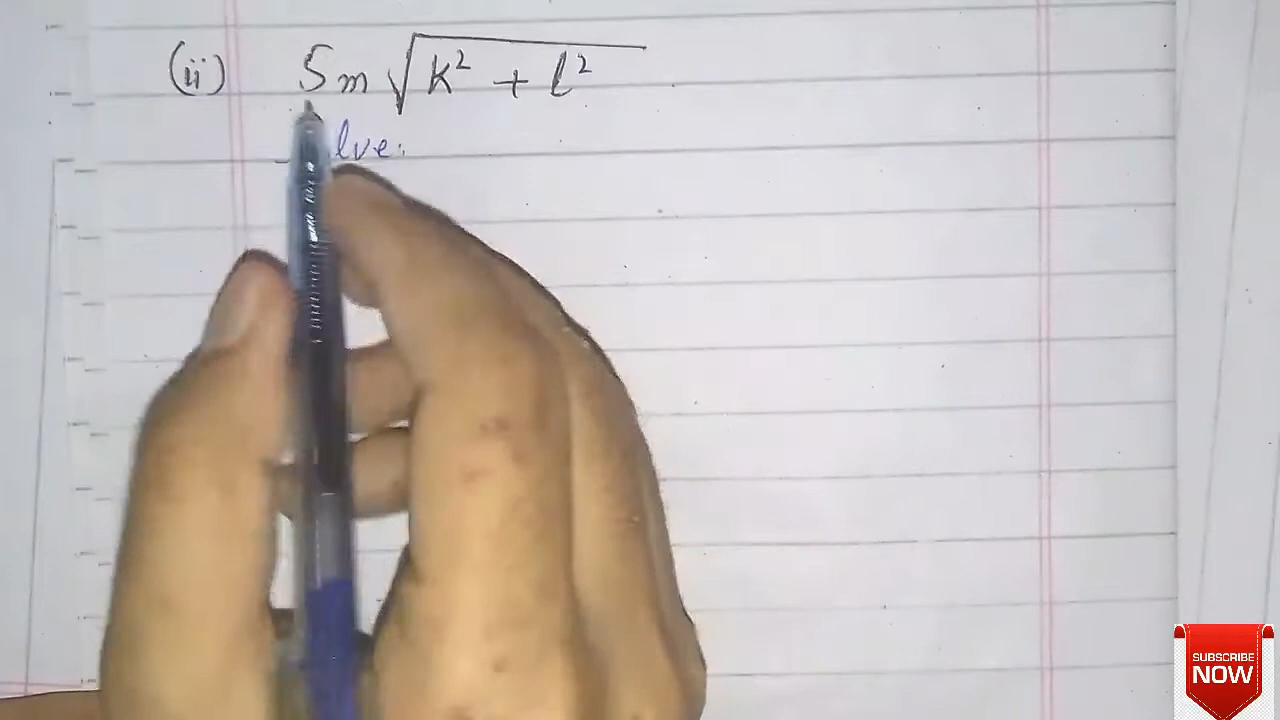 (ii) 5m √k² + l²
lve:
SUBSCRIBE
NOW